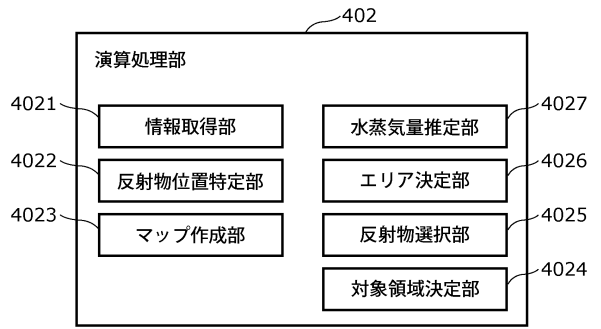 402
演算処理部
4021
情報取得部
4022
反射物位置特定部
4023
マップ作成部
水蒸気量推定部
4027
エリア決定部
4026
反射物選択部
4025
対象領域決定部
4024